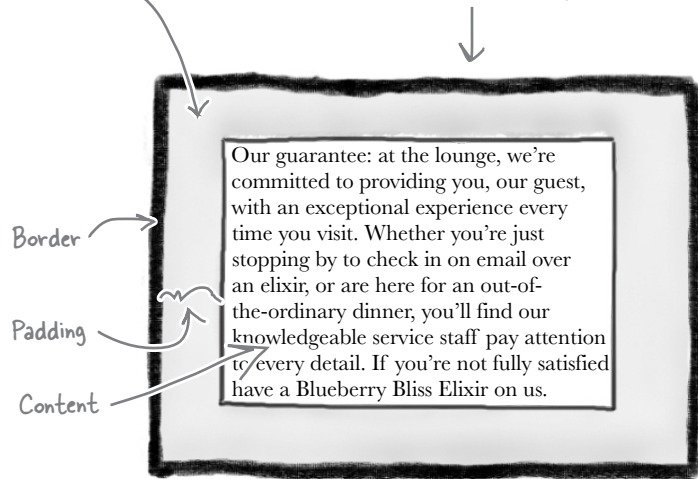 Our guarantee: at the lounge, we’re
committed to providing you, our guest,
with an exceptional experience every
time you visit. Whether you’re just
stopping by to check in on email over
an elixir, or are here for an out-of-
the-ordinary dinner, you’ll find our
knowledgeable service staff pay attention
to every detail. If you’re not fully satisfied
have a Blueberry Bliss Elixir on us.
Border
Padding
Content